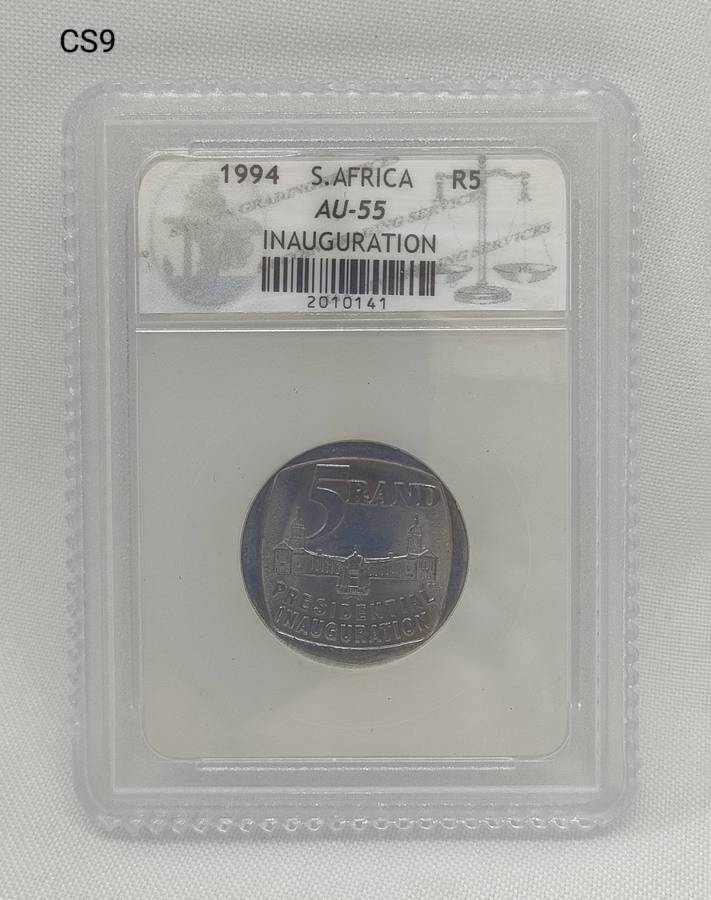 CS9
1994 S.AFRICA R5
AU-55
INAUGURATION
2010141
5 RAND
PRESIDENTIAL
INAUGURATION